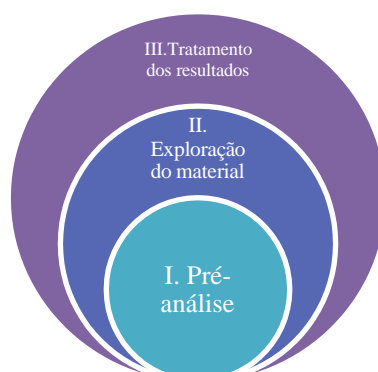 III.Tratamento
dos resultados
II.
Exploração
do material
I. Pré-
análise